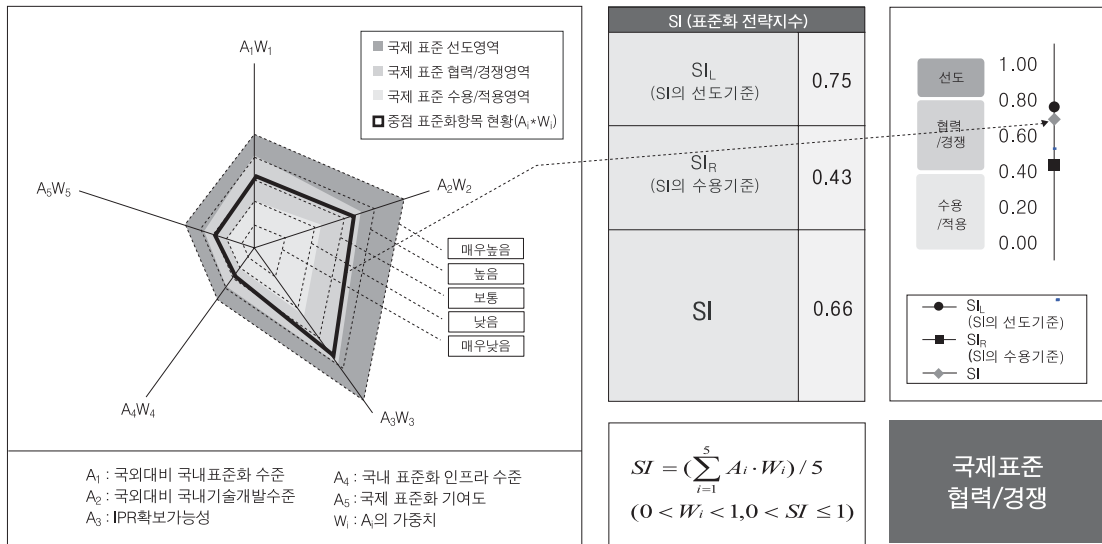 A₁W₁
A₂W₂
A₃W₃
A₄W₄
A₅W₅
국제 표준 선도영역
국제 표준 협력/경쟁영역
국제 표준 수용/적용영역
중점 표준화항목 현황(Aᵢ*Wᵢ)
매우높음
높음
보통
낮음
매우낮음
A₁ : 국외대비 국내표준화 수준
A₂ : 국외대비 국내기술개발수준
A₃ : IPR확보가능성
A₄ : 국내 표준화 인프라 수준
A₅ : 국제 표준화 기여도
Wᵢ : Aᵢ의 가중치
SI (표준화 전략지수)
SI_L
(SI의 선도기준)
0.75
SI_R
(SI의 수용기준)
0.43
SI
0.66
SI = (∑_{i=1}^{5} Aᵢ · Wᵢ) / 5
(0 < Wᵢ < 1,0 < SI ≤ 1)
선도
협력
/경쟁
수용
/적용
1.00
0.80
0.60
0.40
0.20
0.00
SI_L
(SI의 선도기준)
SI_R
(SI의 수용기준)
SI
국제표준
협력/경쟁